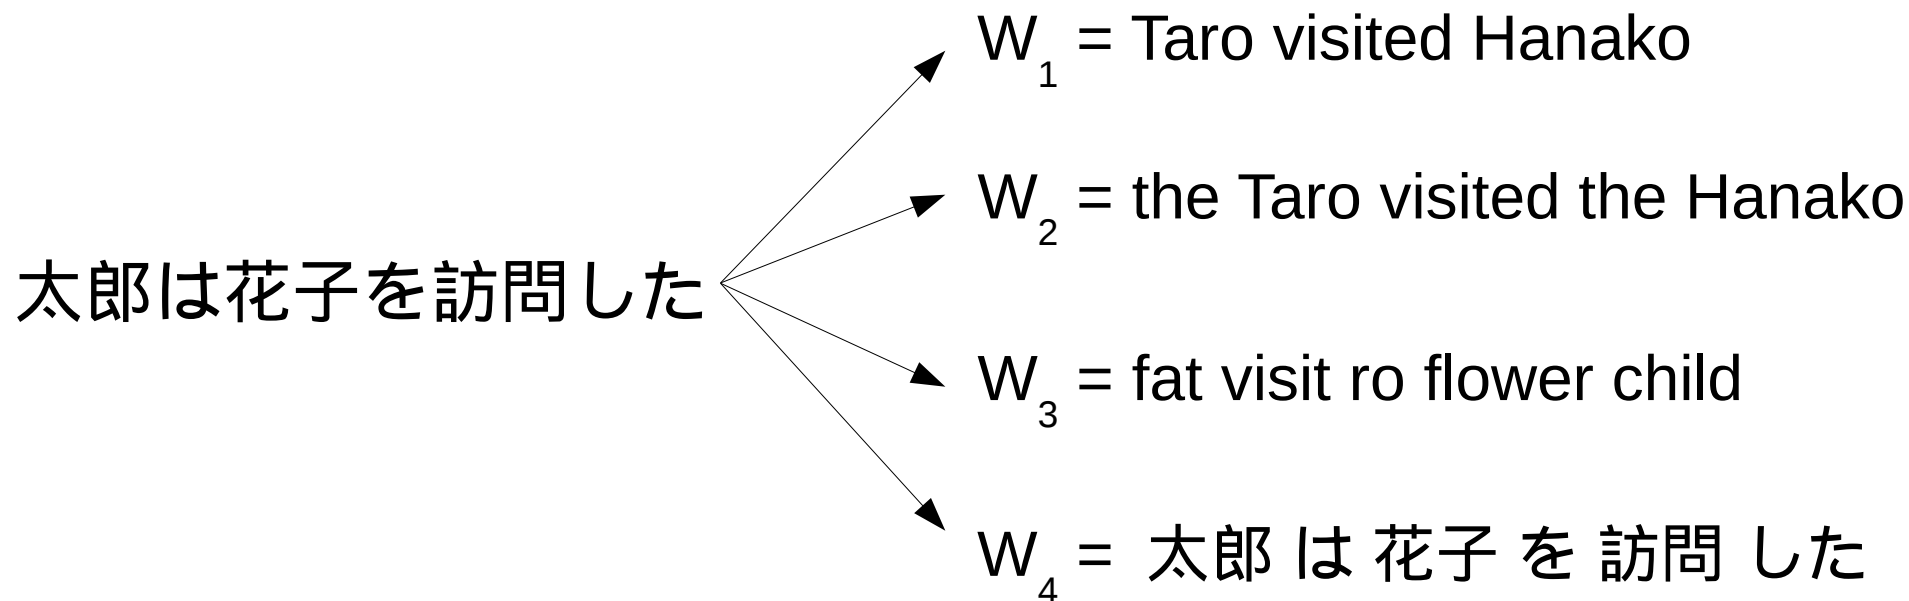 W1 = Taro visited Hanako
W2 = the Taro visited the Hanako
太郎は花子を訪問した
W3 = fat visit ro flower child
W4 = 太郎 は 花子 を 訪問 した